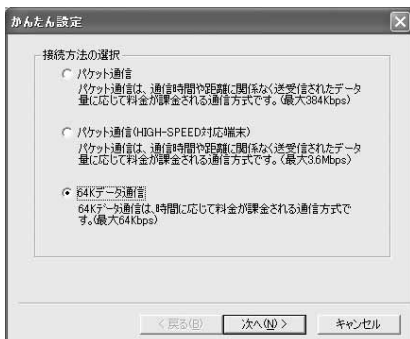 かんたん設定
接続方法の選択
パケット通信
パケット通信は、通信時間や距離に関係なく送受信されたデータ
量に応じて料金が課金される通信方式です。(最大384Kbps)
パケット通信(HIGH-SPEED対応端末)
パケット通信は、通信時間や距離に関係なく送受信されたデータ
量に応じて料金が課金される通信方式です。(最大3.6Mbps)
64Kデータ通信
64Kデータ通信は、時間に応じて料金が課金される通信方式で
す。(最大64Kbps)
< 戻る(B) 次へ(N) > キャンセル